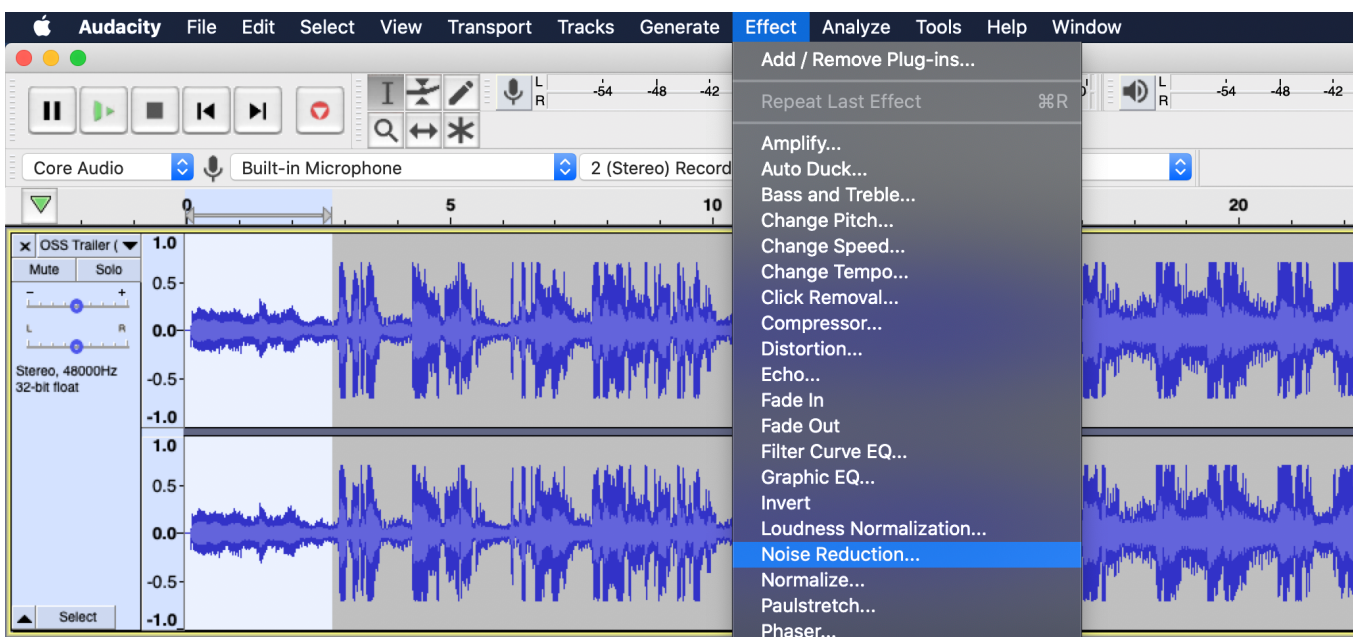 Audacity File Edit Select View Transport Tracks Generate Effect Analyze Tools Help Window
Add / Remove Plug-ins...
Repeat Last Effect ⌘R
Amplify...
Auto Duck...
Bass and Treble...
Change Pitch...
Change Speed...
Change Tempo...
Click Removal...
Compressor...
Distortion...
Echo...
Fade In
Fade Out
Filter Curve EQ...
Graphic EQ...
Invert
Loudness Normalization...
Noise Reduction...
Normalize...
Paulstretch...
Phaser...
L
R
-54 -48 -42
L
R
-54 -48 -42
Core Audio Built-in Microphone 2 (Stereo) Record
0 5 10 20
OSS Trailer (
Mute Solo
- +
L R
Stereo, 48000Hz
32-bit float
Select
1.0
0.5
0.0
-0.5
-1.0
1.0
0.5
0.0
-0.5
-1.0